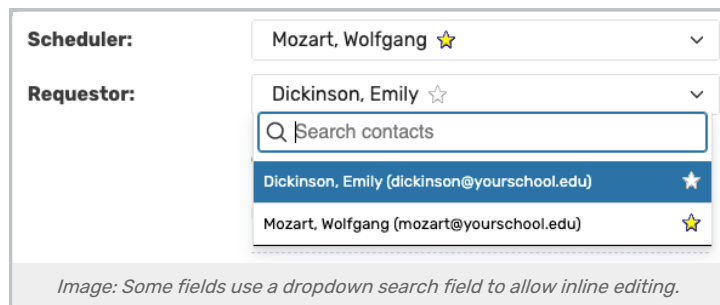 Scheduler: Mozart, Wolfgang
Requestor: Dickinson, Emily
Search contacts
Dickinson, Emily (dickinson@yourschool.edu)
Mozart, Wolfgang (mozart@yourschool.edu)
Image: Some fields use a dropdown search field to allow inline editing.